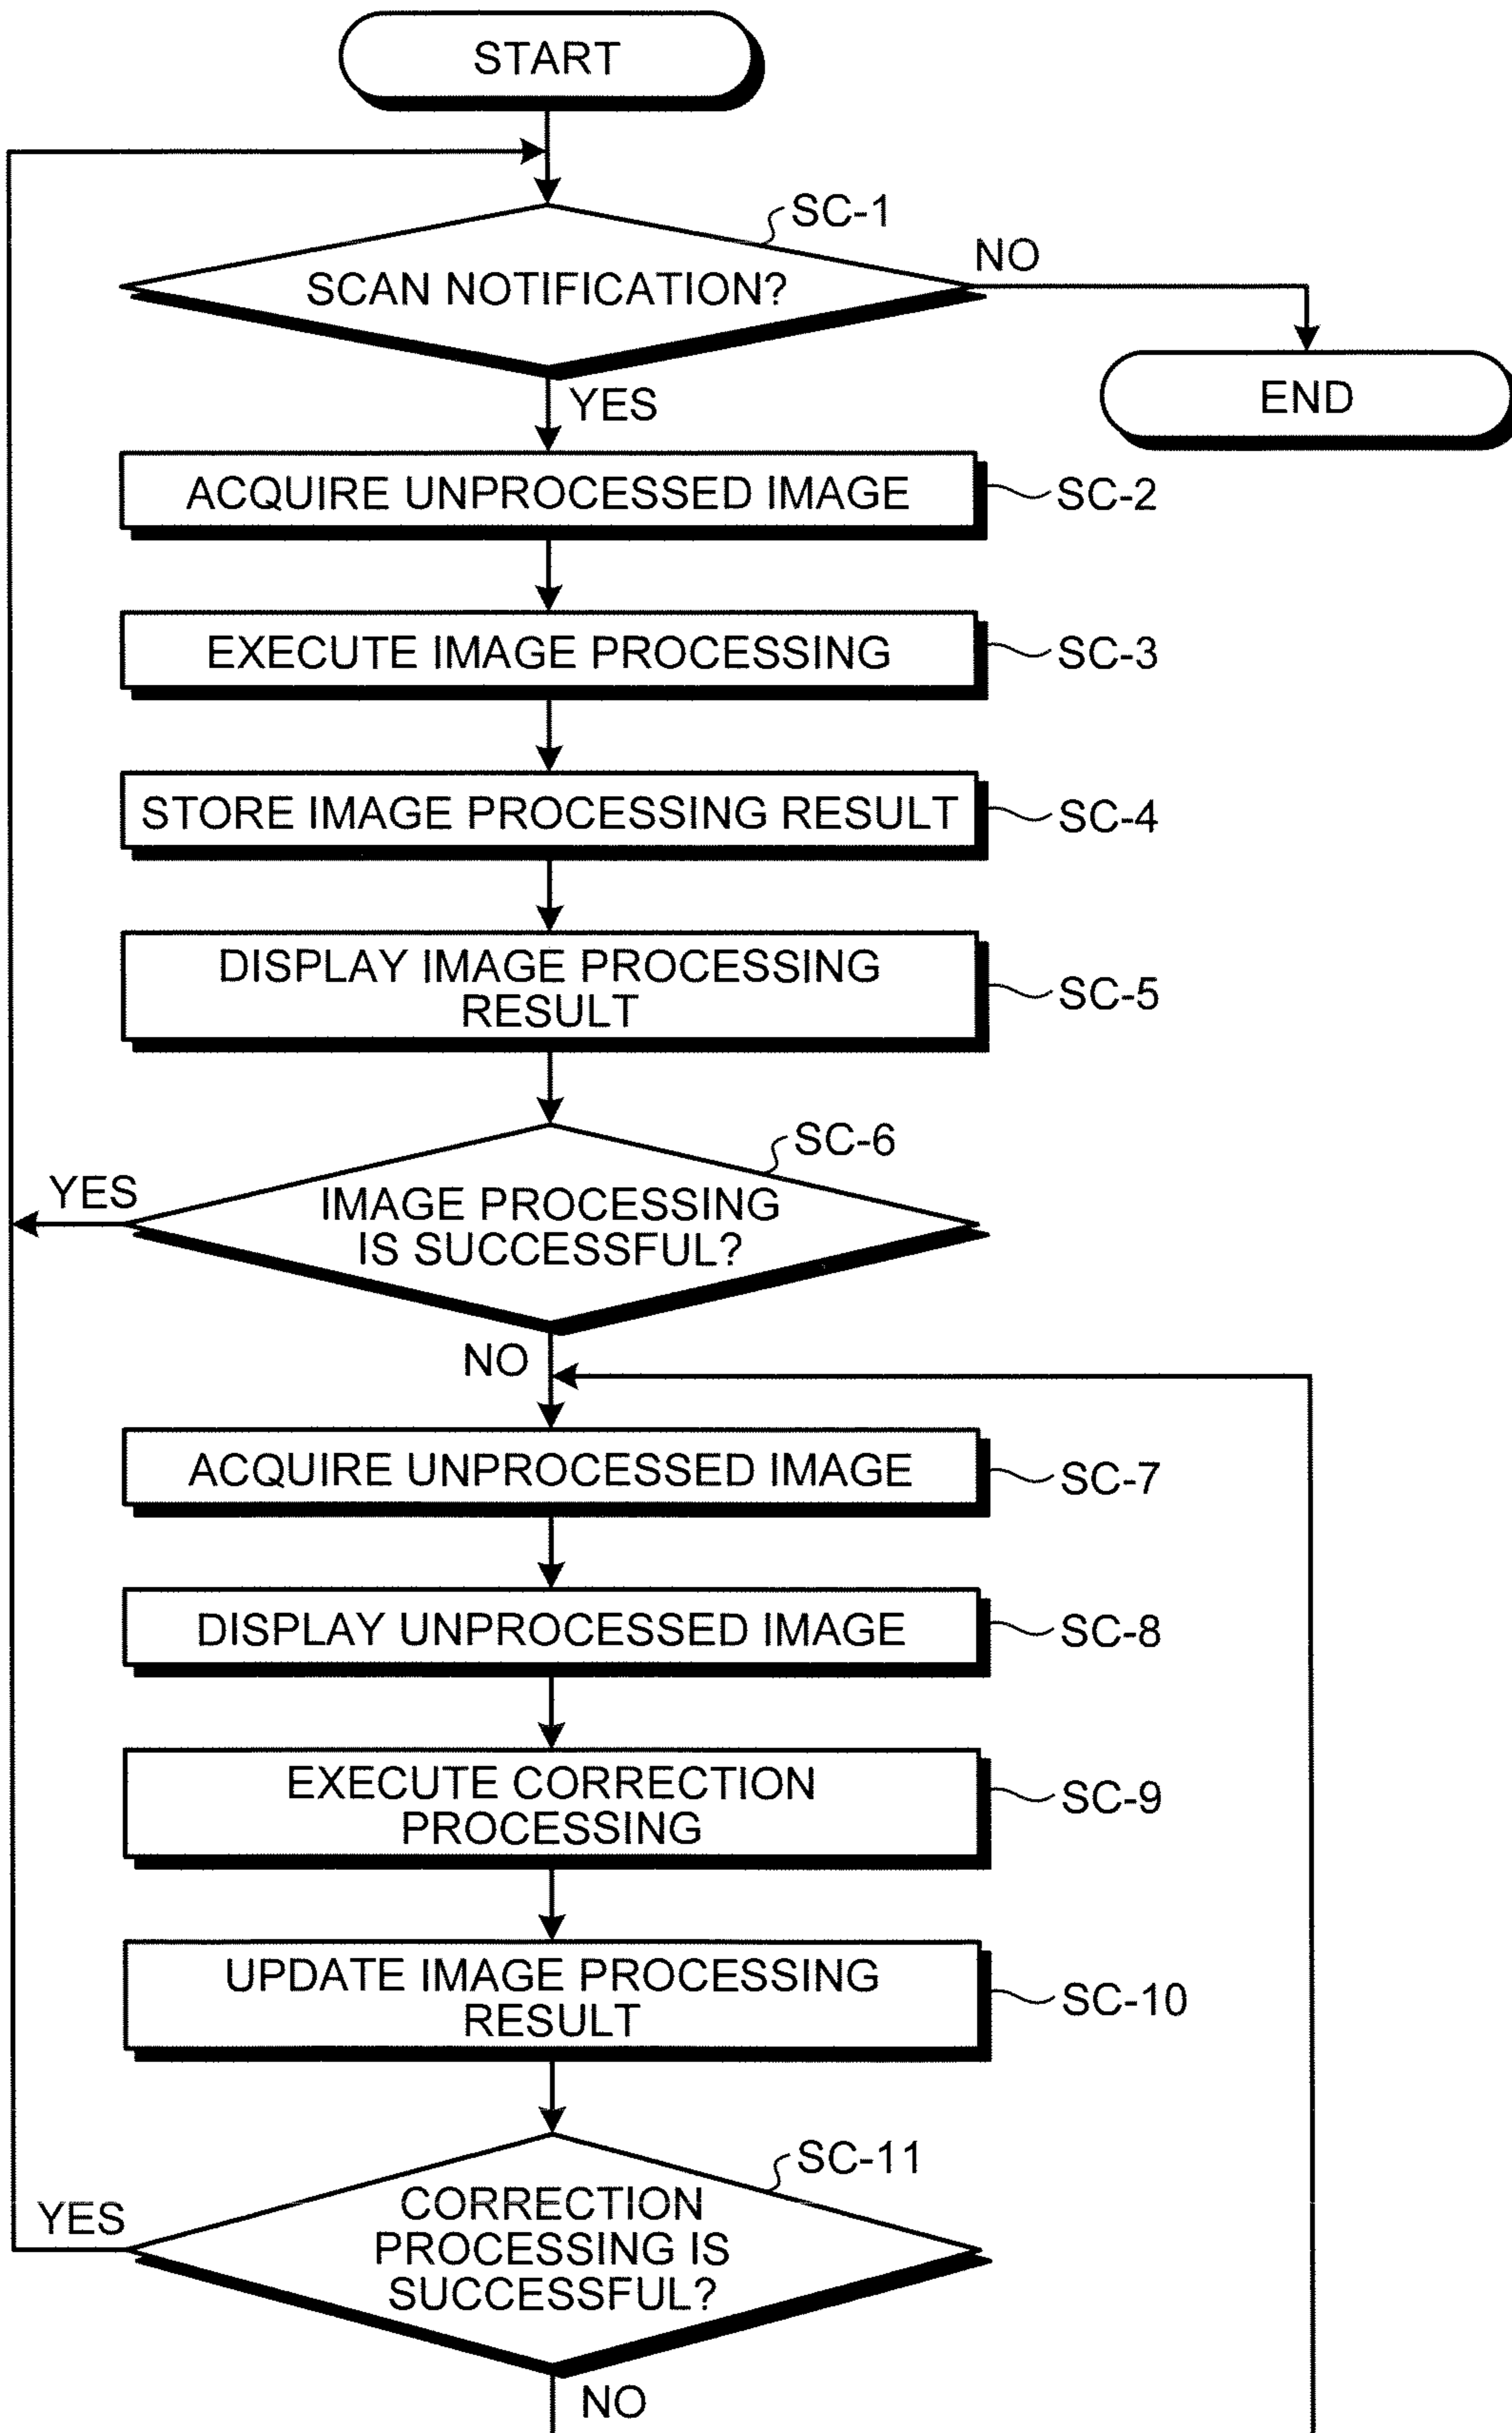 START
SC-1
NO
SCAN NOTIFICATION?
END
YES
ACQUIRE UNPROCESSED IMAGE
SC-2
EXECUTE IMAGE PROCESSING
SC-3
STORE IMAGE PROCESSING RESULT
SC-4
DISPLAY IMAGE PROCESSING
RESULT
SC-5
SC-6
YES
IMAGE PROCESSING
IS SUCCESSFUL?
NO
ACQUIRE UNPROCESSED IMAGE
SC-7
DISPLAY UNPROCESSED IMAGE
SC-8
EXECUTE CORRECTION
PROCESSING
SC-9
UPDATE IMAGE PROCESSING
RESULT
SC-10
SC-11
YES
CORRECTION
PROCESSING IS
SUCCESSFUL?
NO